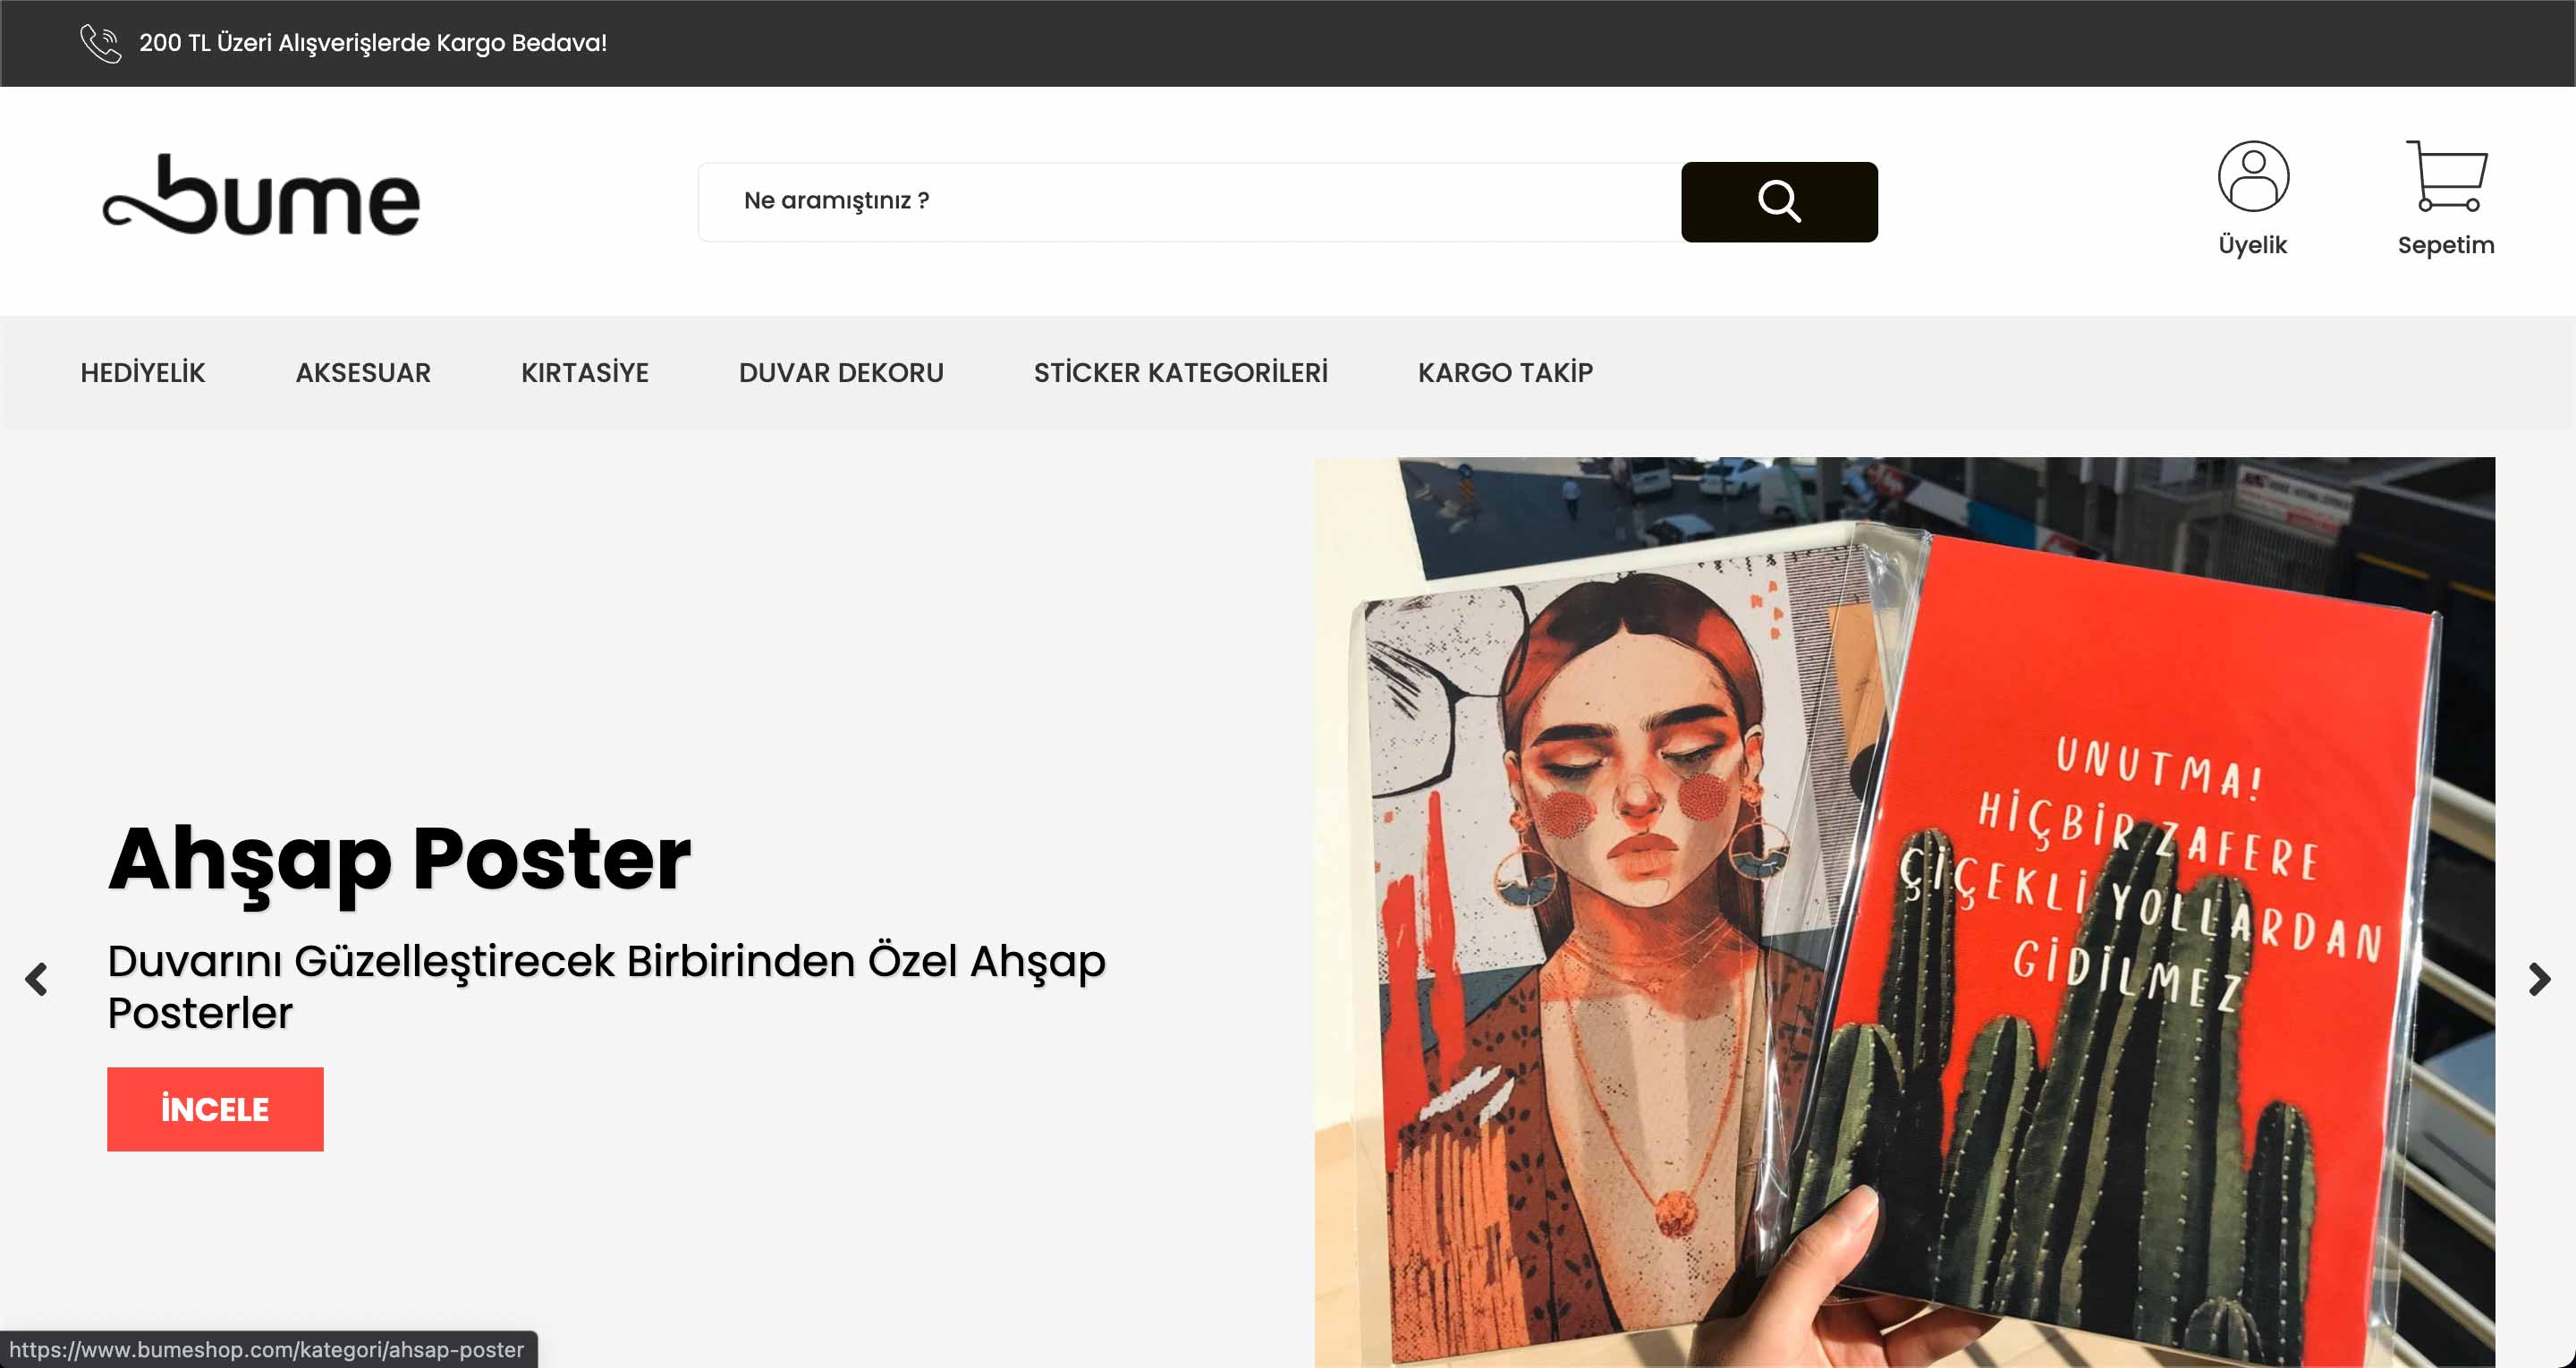 200 TL Üzeri Alışverişlerde Kargo Bedava!
bume
Ne aramıştınız ?
Üyelik
Sepetim
HEDİYELİK
AKSESUAR
KIRTASİYE
DUVAR DEKORU
STİCKER KATEGORİLERİ
KARGO TAKİP
Ahşap Poster
Duvarını Güzelleştirecek Birbirinden Özel Ahşap
Posterler
İNCELE
UNUTMA!
HİÇBİR ZAFERE
ÇİÇEKLİ YOLLARDAN
GİDİLMEZ
https://www.bumeshop.com/kategori/ahsap-poster